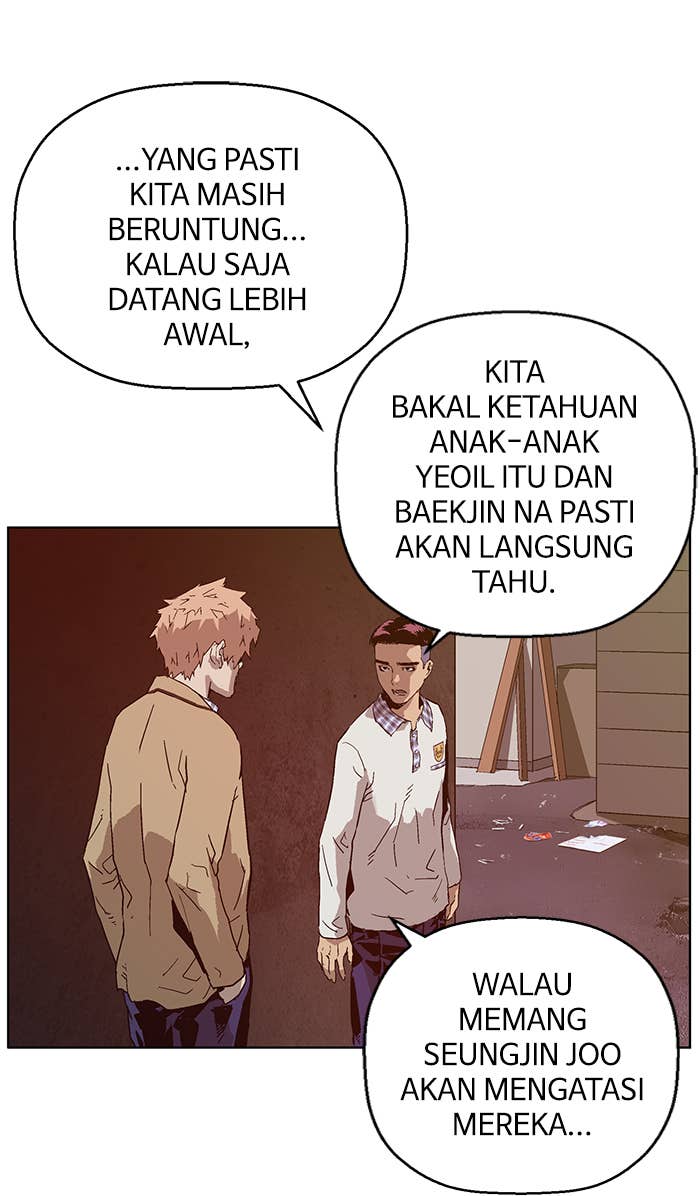 ...YANG PASTI
KITA MASIH
BERUNTUNG...
KALAU SAJA
DATANG LEBIH
AWAL,
KITA
BAKAL KETAHUAN
ANAK-ANAK
YEOIL ITU DAN
BAEKJIN NA PASTI
AKAN LANGSUNG
TAHU.
WALAU
MEMANG
SEUNGJIN JOO
AKAN MENGATASI
MEREKA...